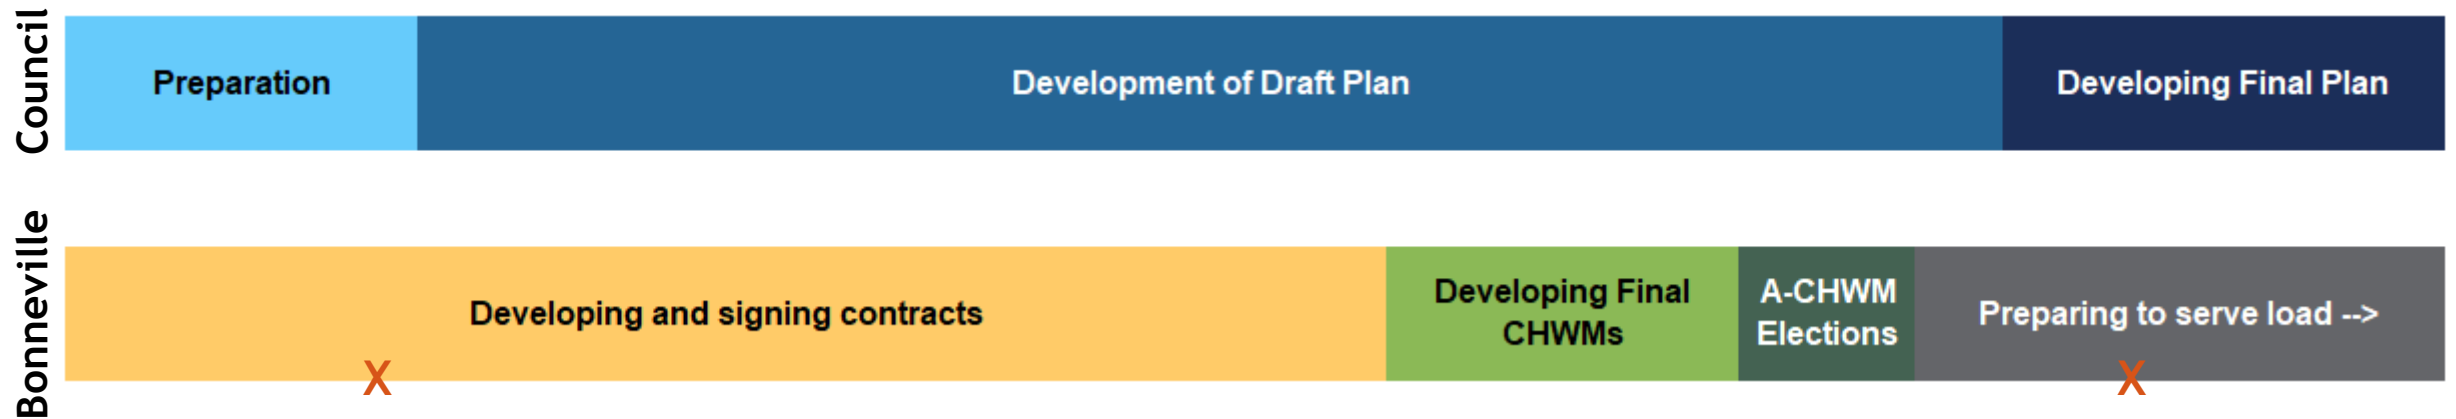 Council
Preparation
Development of Draft Plan
Developing Final Plan
Bonneville
Developing and signing contracts
Developing Final
CHWMs
A-CHWM
Elections
Preparing to serve load -->
X
X